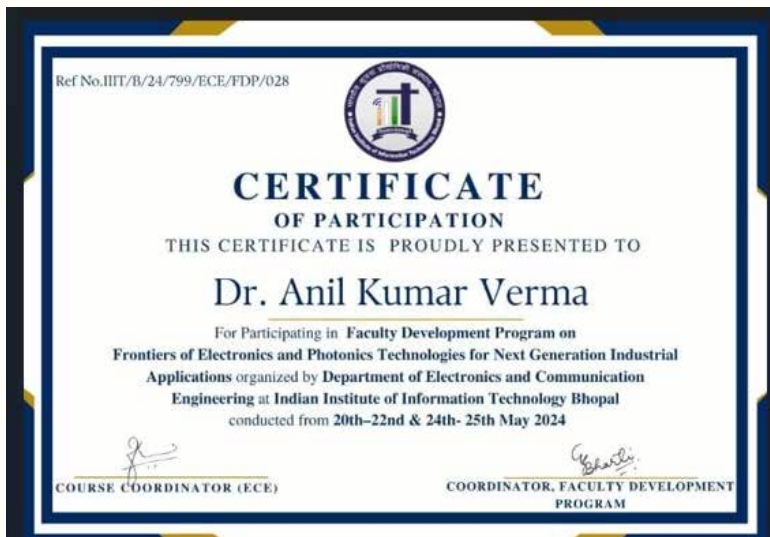 Ref No.IIIT/B/24/799/ECE/FDP/028
CERTIFICATE
OF PARTICIPATION
THIS CERTIFICATE IS PROUDLY PRESENTED TO
Dr. Anil Kumar Verma
For Participating in Faculty Development Program on
Frontiers of Electronics and Photonics Technologies for Next Generation Industrial
Applications organized by Department of Electronics and Communication
Engineering at Indian Institute of Information Technology Bhopal
conducted from 20th–22nd & 24th- 25th May 2024
Bharti
COURSE COORDINATOR (ECE)
COORDINATOR, FACULTY DEVELOPMENT
PROGRAM